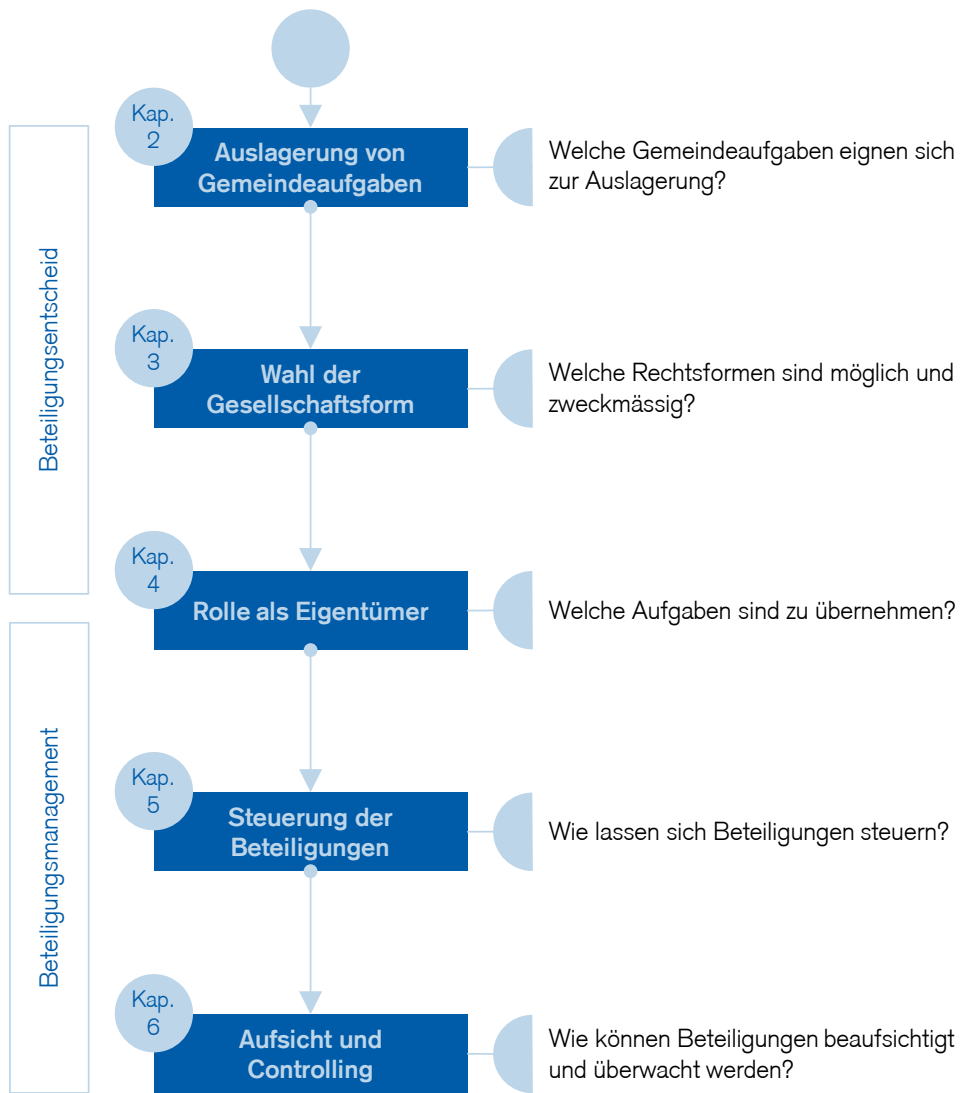 Beteiligungsentscheid
Kap.
2
Auslagerung von
Gemeindeaufgaben
Welche Gemeindeaufgaben eignen sich
zur Auslagerung?
Kap.
3
Wahl der
Gesellschaftsform
Welche Rechtsformen sind möglich und
zweckmässig?
Kap.
4
Rolle als Eigentümer
Welche Aufgaben sind zu übernehmen?
Beteiligungsmanagement
Kap.
5
Steuerung der
Beteiligungen
Wie lassen sich Beteiligungen steuern?
Kap.
6
Aufsicht und
Controlling
Wie können Beteiligungen beaufsichtigt
und überwacht werden?